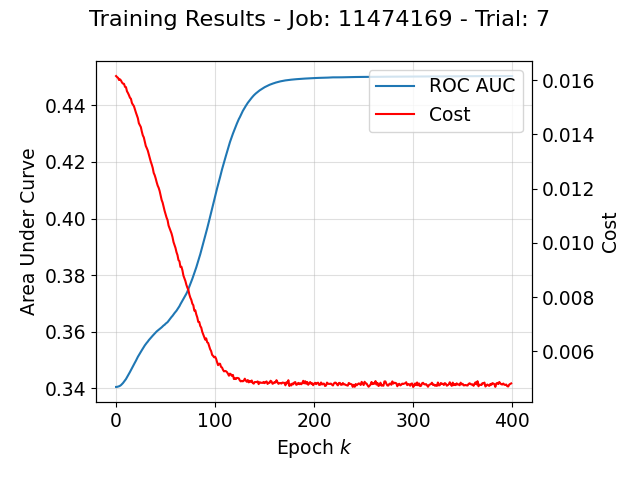 Training Results - Job: 11474169 - Trial: 7
ROC AUC
Cost
Area Under Curve
0.44
0.42
0.40
0.38
0.36
0.34
0.016
0.014
0.012
0.010
0.008
0.006
Cost
0 100 200 300 400
Epoch k